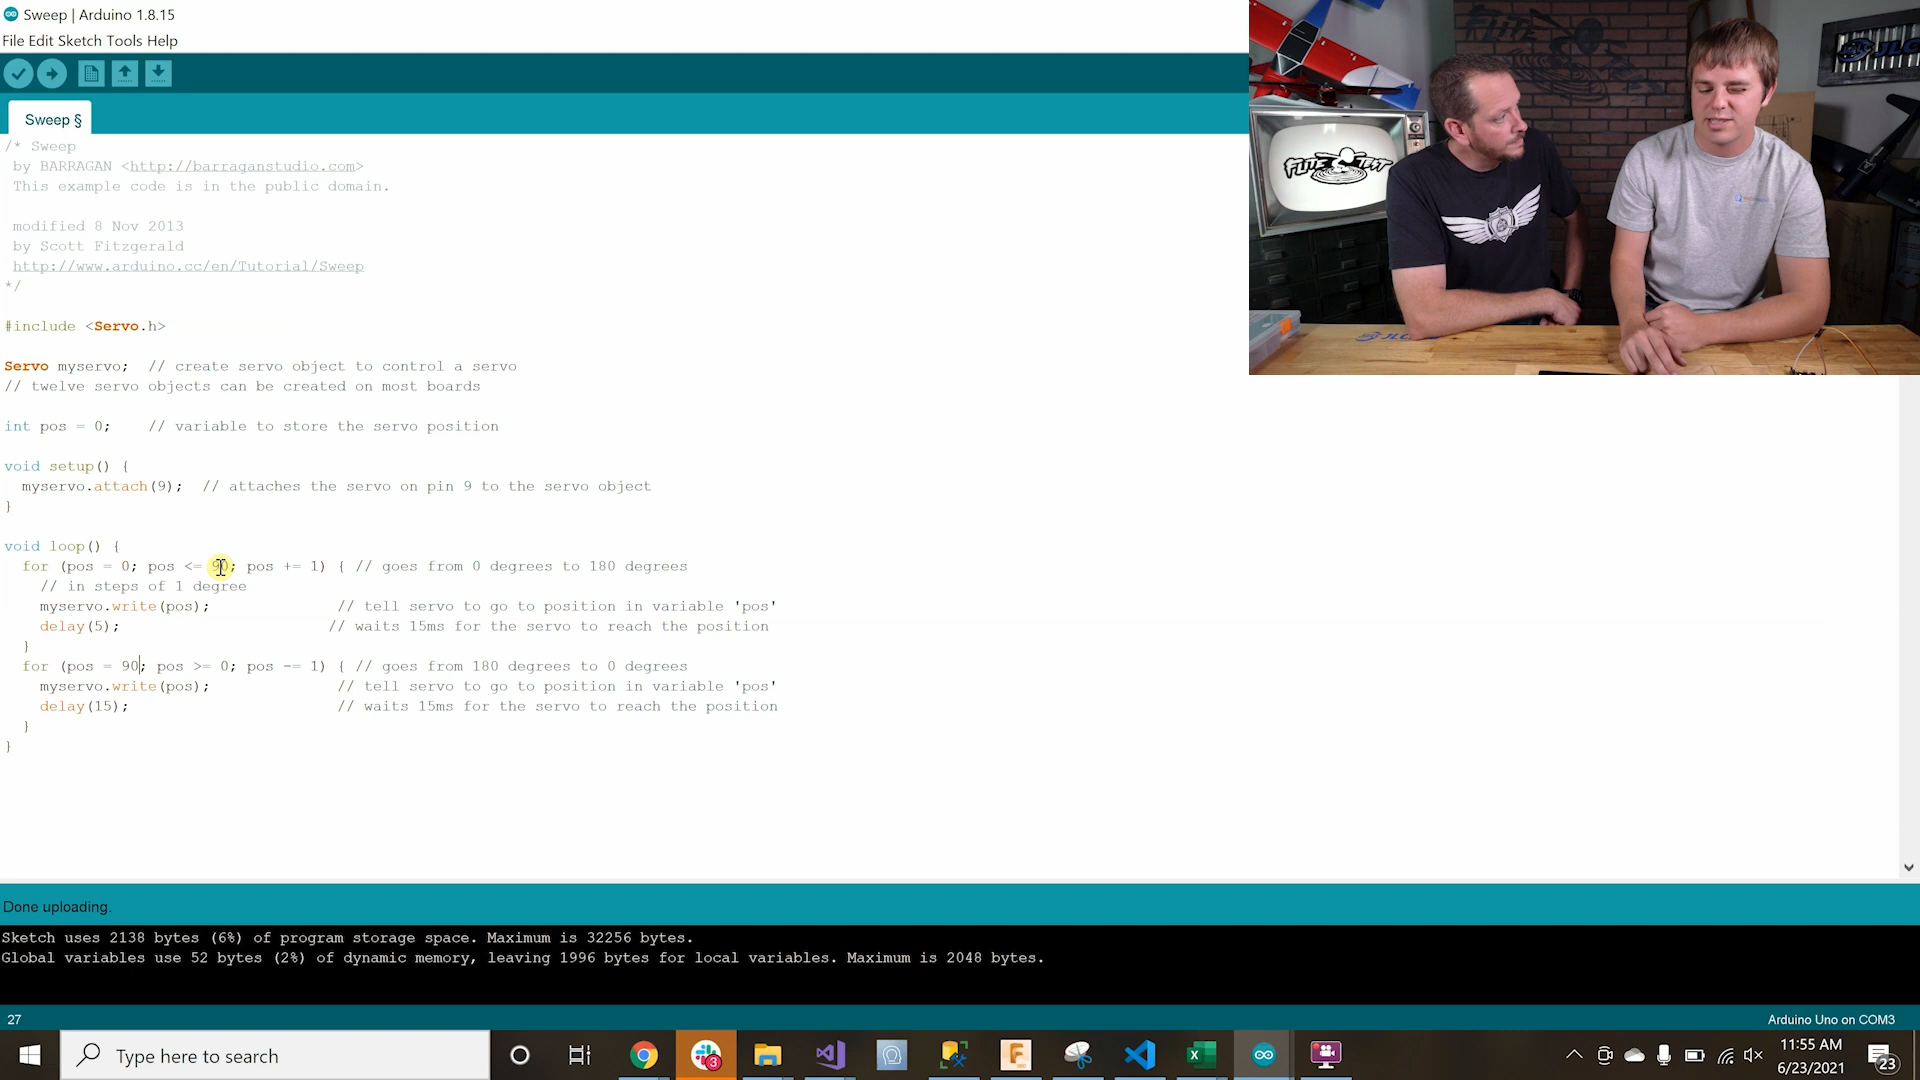 Sweep | Arduino 1.8.15
File Edit Sketch Tools Help
Sweep §
/* Sweep
by BARRAGAN <http://barraganstudio.com>
This example code is in the public domain.
modified 8 Nov 2013
by Scott Fitzgerald
http://www.arduino.cc/en/Tutorial/Sweep
*/
#include <Servo.h>
Servo myservo;  // create servo object to control a servo
// twelve servo objects can be created on most boards
int pos = 0;    // variable to store the servo position
void setup() {
myservo.attach(9);  // attaches the servo on pin 9 to the servo object
}
void loop() {
for (pos = 0; pos <= 90; pos += 1) { // goes from 0 degrees to 180 degrees
// in steps of 1 degree
myservo.write(pos);              // tell servo to go to position in variable 'pos'
delay(5);                       // waits 15ms for the servo to reach the position
}
for (pos = 90; pos >= 0; pos -= 1) { // goes from 180 degrees to 0 degrees
myservo.write(pos);              // tell servo to go to position in variable 'pos'
delay(15);                       // waits 15ms for the servo to reach the position
}
}
FLITE TEST
JLC
JLC
Done uploading.
Sketch uses 2138 bytes (6%) of program storage space. Maximum is 32256 bytes.
Global variables use 52 bytes (2%) of dynamic memory, leaving 1996 bytes for local variables. Maximum is 2048 bytes.
27
Arduino Uno on COM3
Type here to search
3
11:55 AM
6/23/2021
23